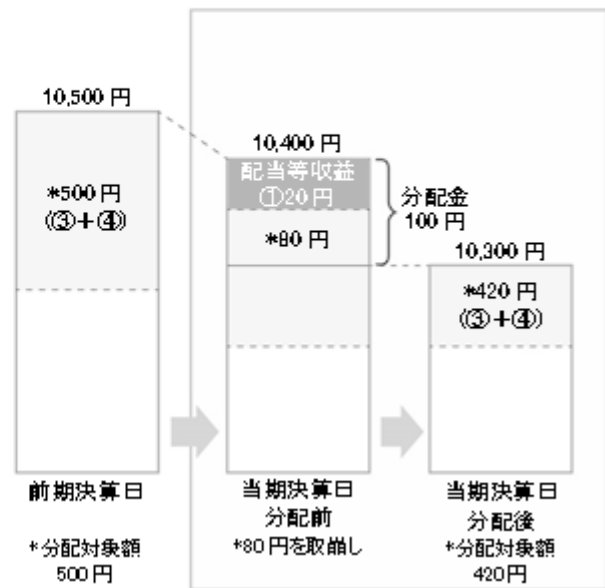 10,500 円
*500 円
(③+④)
前期決算日
*分配対象額
500 円
10,400 円
配当等収益
①20 円
*80 円
分配金
100 円
当期決算日
分配前
*80 円を取崩し
10,300 円
*420 円
(③+④)
当期決算日
分配後
*分配対象額
420円